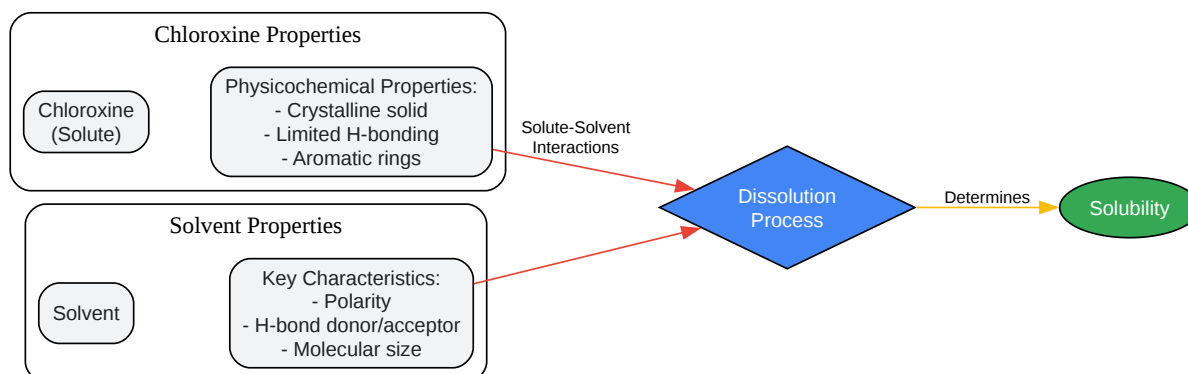 Chloroxine Properties
Chloroxine
(Solute)
Physicochemical Properties:
- Crystalline solid
- Limited H-bonding
- Aromatic rings
Solute-Solvent
Interactions
Solvent Properties
Solvent
Key Characteristics:
- Polarity
- H-bond donor/acceptor
- Molecular size
Dissolution
Process
Determines
Solubility